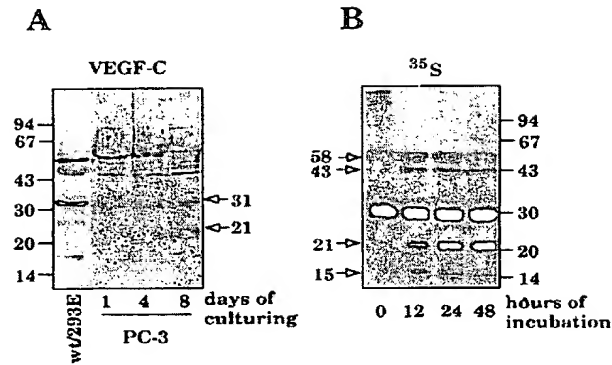 A
VEGF-C
94
67
43
30
20
14
31
21
wt/293E
1 4 8 days of
culturing
PC-3
B
35S
58
43
21
15
94
67
43
30
20
14
0 12 24 48 hours of
incubation